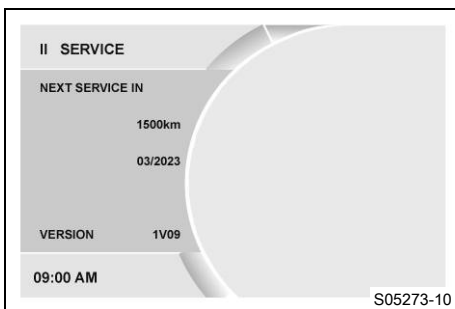 II SERVICE
NEXT SERVICE IN
1500km
03/2023
VERSION 1V09
09:00 AM
S05273-10